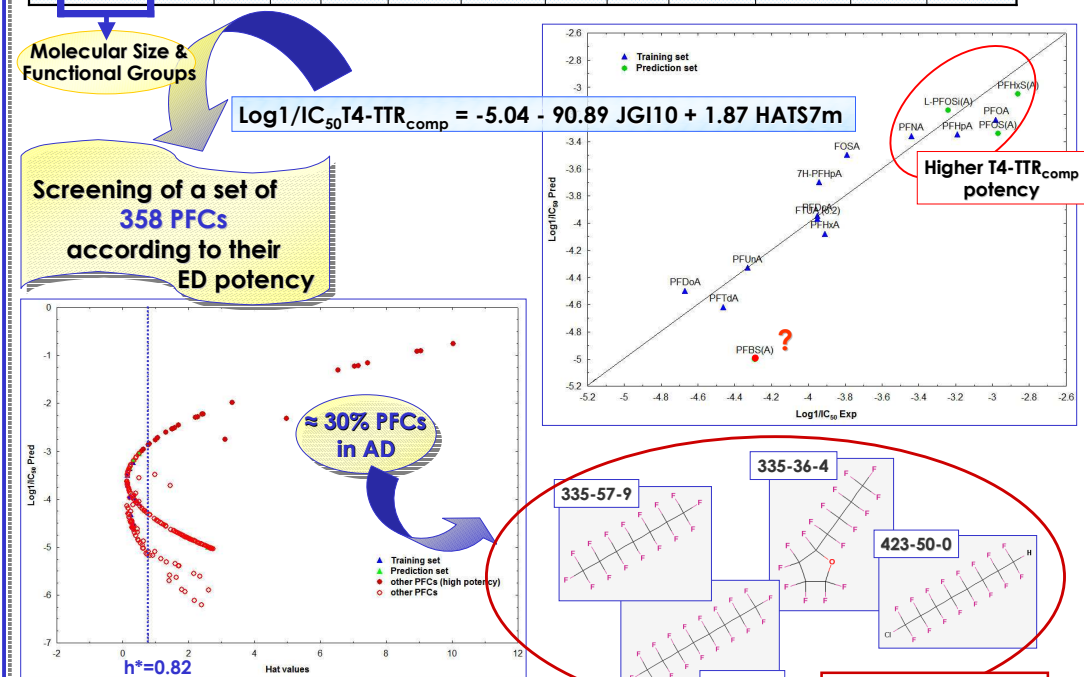 Molecular Size &
Functional Groups
Log1/IC50T4-TTRcomp = -5.04 - 90.89 JGI10 + 1.87 HATS7m
Screening of a set of
358 PFCs
according to their
ED potency
-2.6
-2.8
-3
-3.4
-3.6
-3.8
-4
-4.2
-4.4
-4.6
-4.8
-5
-5.2
Log1/IC50 Pred
Training set
Prediction set
PFHxS(A)
L-PFOSi(A)
PFOA
PFOS(A)
PFNA
PFHpA
FOSA
7H-PFHpA
PFDcA
FTUA(6:2)
PFHxA
PFUnA
PFDoA
PFTdA
PFBS(A)
?
Higher T4-TTRcomp
potency
-5.2 -5 -4.8 -4.6 -4.4 -4.2 -4 -3.8 -3.6 -3.4 -3.2 -3 -2.8 -2.6
Log1/IC50 Exp
0
-1
-2
-3
-4
-5
-6
-7
Log1/IC50 Pred
≈ 30% PFCs
in AD
Training set
Prediction set
other PFCs (high potency)
other PFCs
-2 0 2 4 6 8 10 12
h*=0.82
Hat values
335-57-9
335-36-4
423-50-0
F F F F F F F F F F F F F F F F
F F F F F F F F F F F F F F F F
O
H
Cl
F F F F F F F F F F F F F F F F